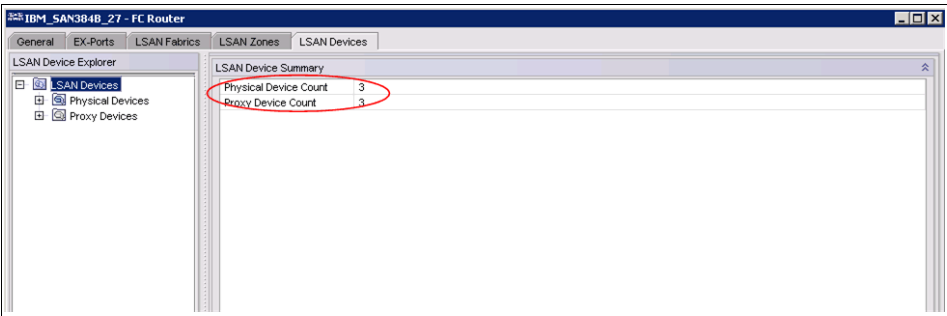 IBM_SAN384B_27 - FC Router
General EX-Ports LSAN Fabrics LSAN Zones LSAN Devices
LSAN Device Explorer
LSAN Devices
Physical Devices
Proxy Devices
LSAN Device Summary
Physical Device Count 3
Proxy Device Count 3